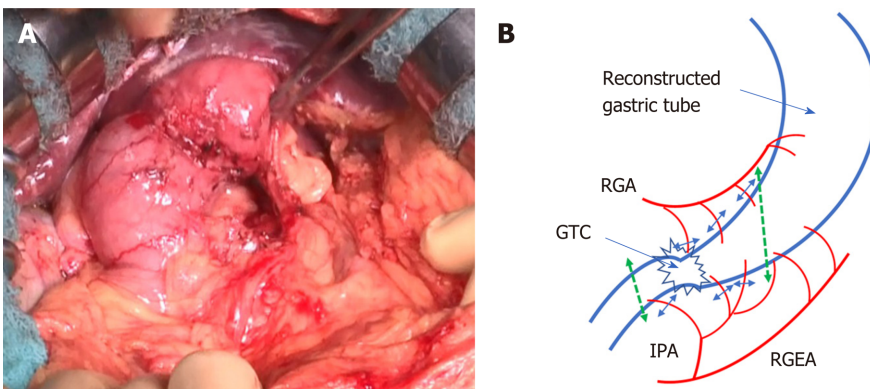 A
B
Reconstructed
gastric tube
RGA
GTC
IPA
RGEA